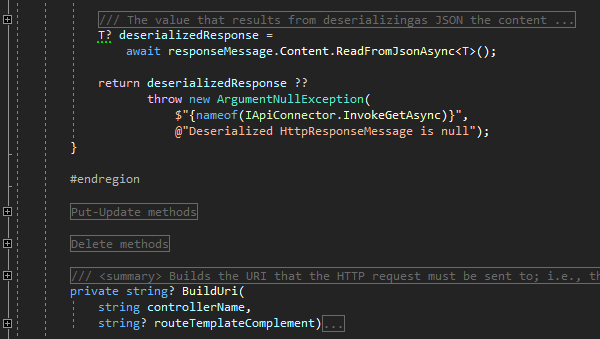 /// The value that results from deserializingas JSON the content ...
T? deserializedResponse =
await responseMessage.Content.ReadFromJsonAsync<T>();
return deserializedResponse ??
throw new ArgumentNullException(
$"{nameof(IApiConnector.InvokeGetAsync)}",
@"Deserialized HttpResponseMessage is null");
}
#endregion
Put-Update methods
Delete methods
/// <summary> Builds the URI that the HTTP request must be sent to; i.e., th
private string? BuildUri(
string controllerName,
string? routeTemplateComplement)...